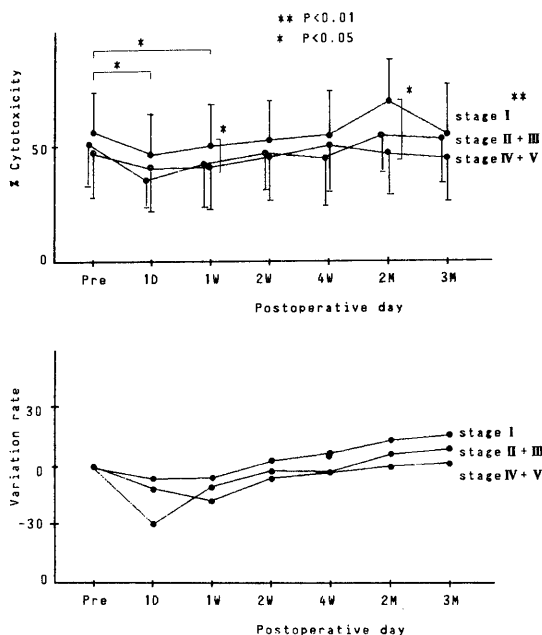 ** P<0.01
* P<0.05
*
*
*
*
**
% Cytotoxicity
50
0
stage I
stage II + III
stage IV + V
Pre 1D 1W 2W 4W 2M 3M
Postoperative day
Variation rate
30
0
-30
0
stage I
stage II + III
stage IV + V
Pre 1D 1W 2W 4W 2M 3M
Postoperative day